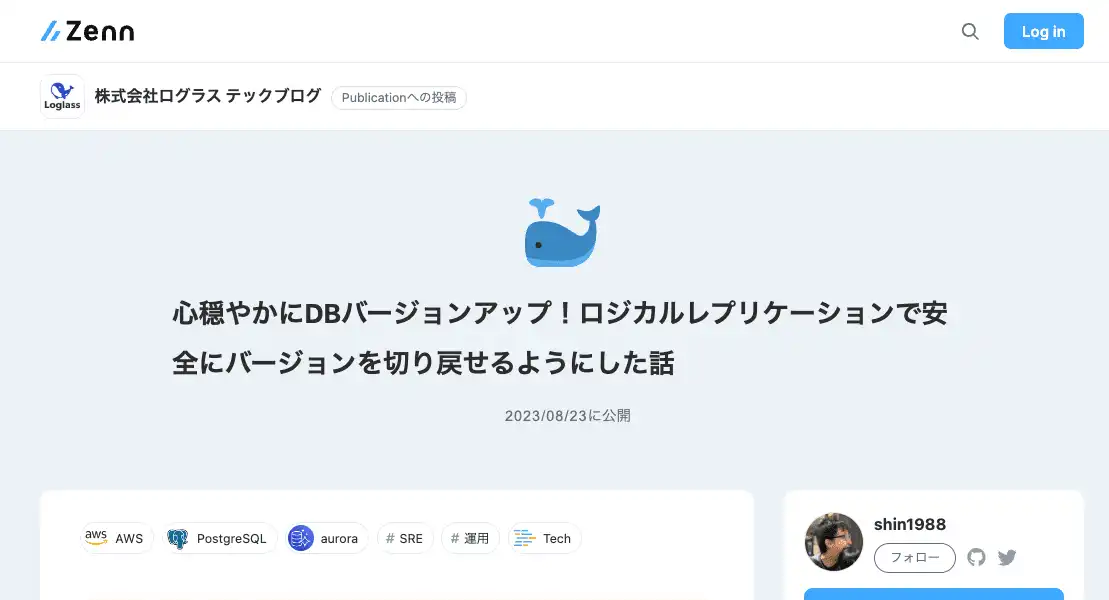 Zenn
Log in
Loglass
株式会社ログラス テックブログ
Publicationへの投稿
心穏やかにDBバージョンアップ！ロジカルレプリケーションで安
全にバージョンを切り戻せるようにした話
2023/08/23に公開
aws AWS
PostgreSQL
aurora
# SRE
# 運用
Tech
shin1988
フォロー